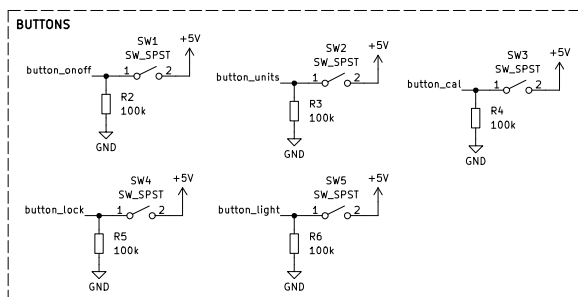 BUTTONS
SW1
SW_SPST
+5V
button_onoff
1
2
R2
100k
GND
SW2
SW_SPST
+5V
button_units
1
2
R3
100k
GND
SW3
SW_SPST
+5V
button_cal
1
2
R4
100k
GND
SW4
SW_SPST
+5V
button_lock
1
2
R5
100k
GND
SW5
SW_SPST
+5V
button_light
1
2
R6
100k
GND